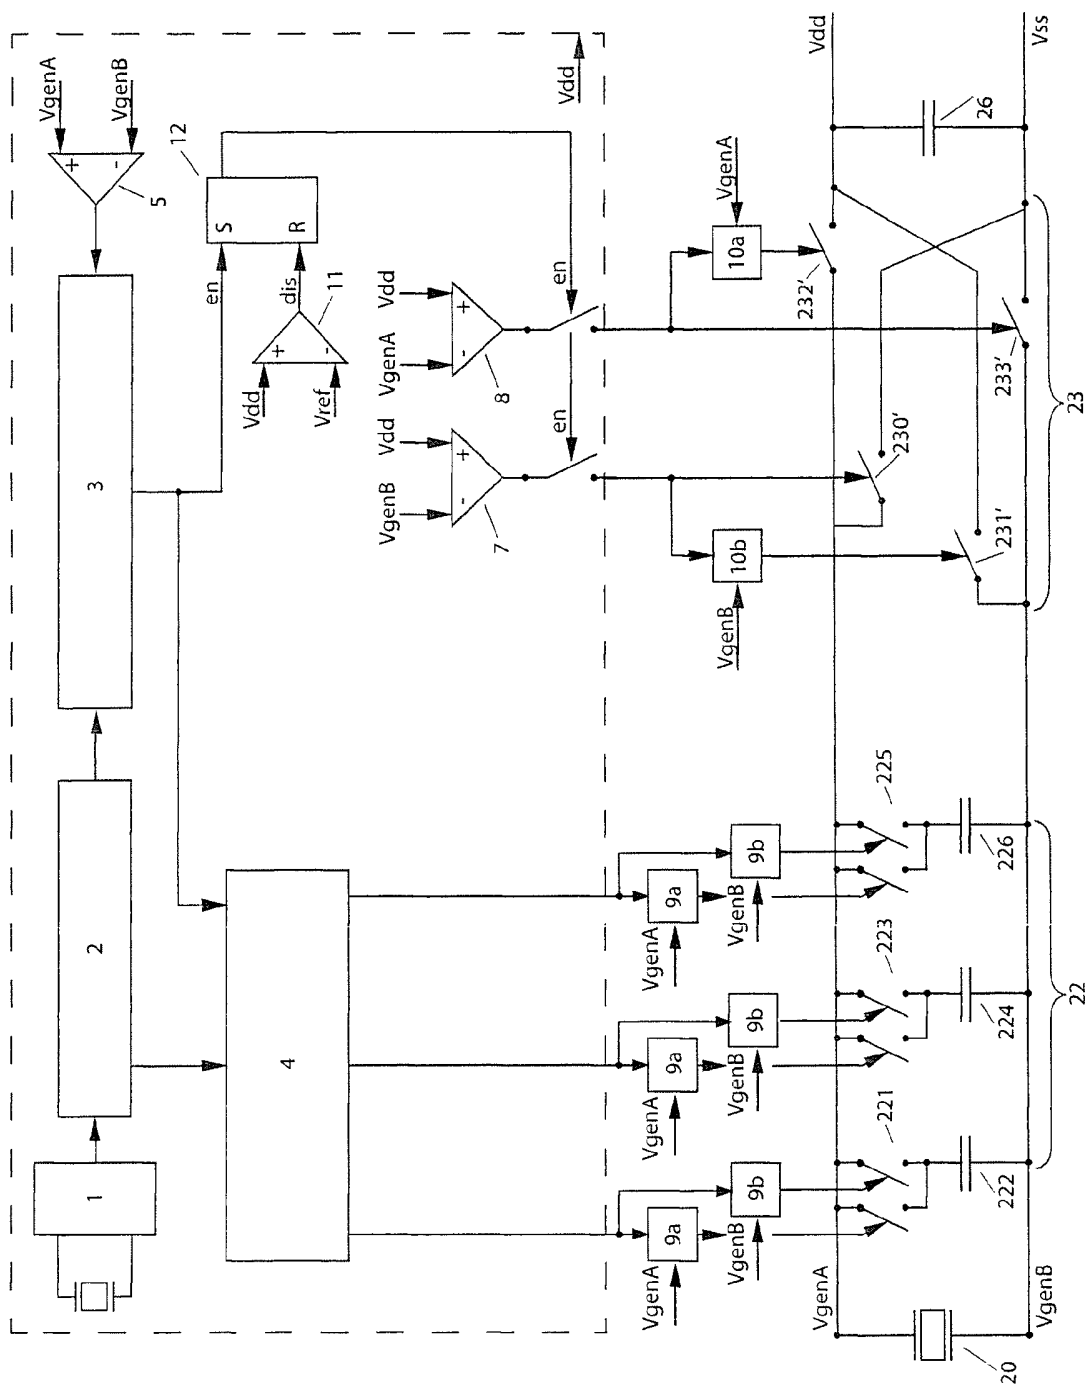 VgenA
+
1
2
3
-
VgenB
5
12
en
S
4
Vdd
+
dis
R
-
Vref
11
VgenB
Vdd
VgenA
Vdd
-
+
-
+
7
8
en
en
Vdd
VgenA
9a
VgenA
9a
VgenA
9a
VgenB
9b
VgenB
9b
VgenB
9b
VgenB
10b
10a
VgenA
232'
VgenA
Vdd
221
223
225
230'
26
20
222
224
226
231'
233'
VgenB
Vss
22
23